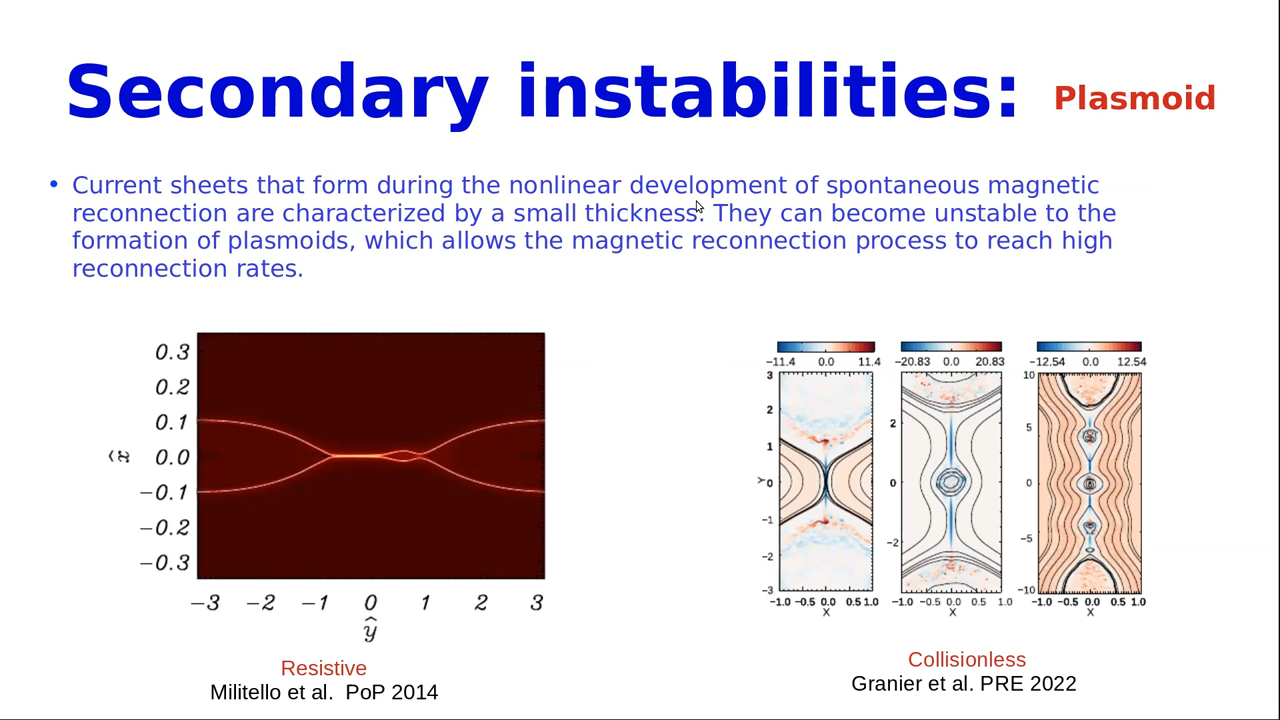 Secondary instabilities: Plasmoid
• Current sheets that form during the nonlinear development of spontaneous magnetic
reconnection are characterized by a small thickness. They can become unstable to the
formation of plasmoids, which allows the magnetic reconnection process to reach high
reconnection rates.
0.3
0.2
0.1
0.0
−0.1
−0.2
−0.3
x̂
−3 −2 −1 0 1 2 3
ŷ
Resistive
Militello et al. PoP 2014
−11.4 0.0 11.4
3
2
1
0
−1
−2
−3
Y
−1.0 −0.5 0.0 0.5 1.0
X
−20.83 0.0 20.83
2
0
−2
−1.0 −0.5 0.0 0.5 1.0
X
−12.54 0.0 12.54
10
5
0
−5
−10
−1.0 −0.5 0.0 0.5 1.0
X
Collisionless
Granier et al. PRE 2022